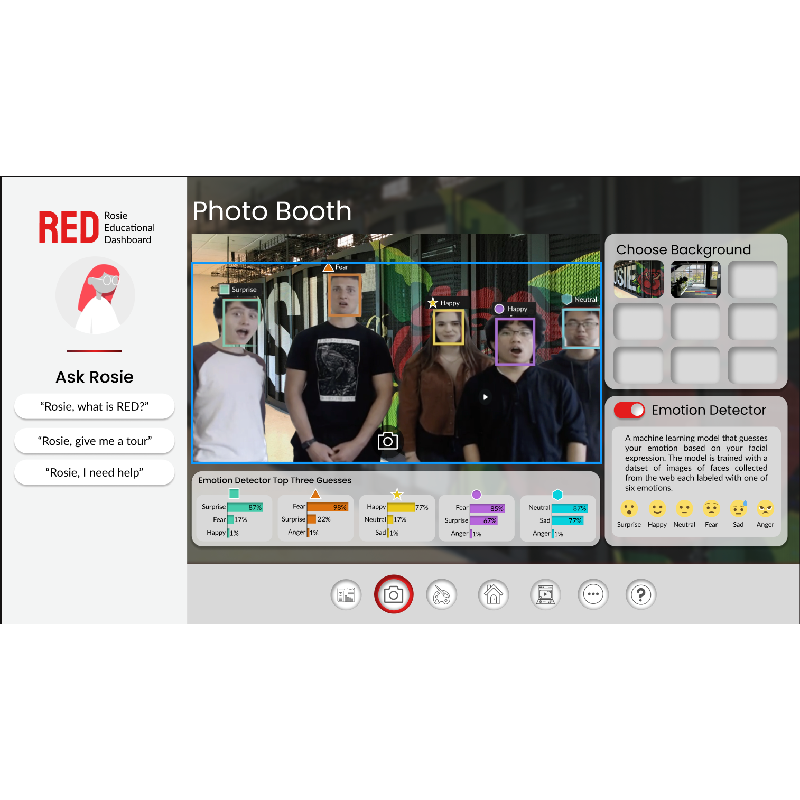 RED
Rosie
Educational
Dashboard
Ask Rosie
“Rosie, what is RED?”
“Rosie, give me a tour”
“Rosie, I need help”
Photo Booth
Surprise
Fear
Happy
Happy
Neutral
Emotion Detector Top Three Guesses
Surprise 87%
Fear 17%
Happy 1%
Fear 98%
Surprise 22%
Anger 1%
Happy 77%
Neutral 17%
Sad 1%
Fear 85%
Surprise 67%
Anger 1%
Neutral 87%
Sad 77%
Anger 1%
Choose Background
OSIE
Emotion Detector
A machine learning model that guesses
your emotion based on your facial
expression. The model is trained with a
datset of images of faces collected
from the web each labeled with one of
six emotions.
Surprise Happy Neutral Fear Sad Anger